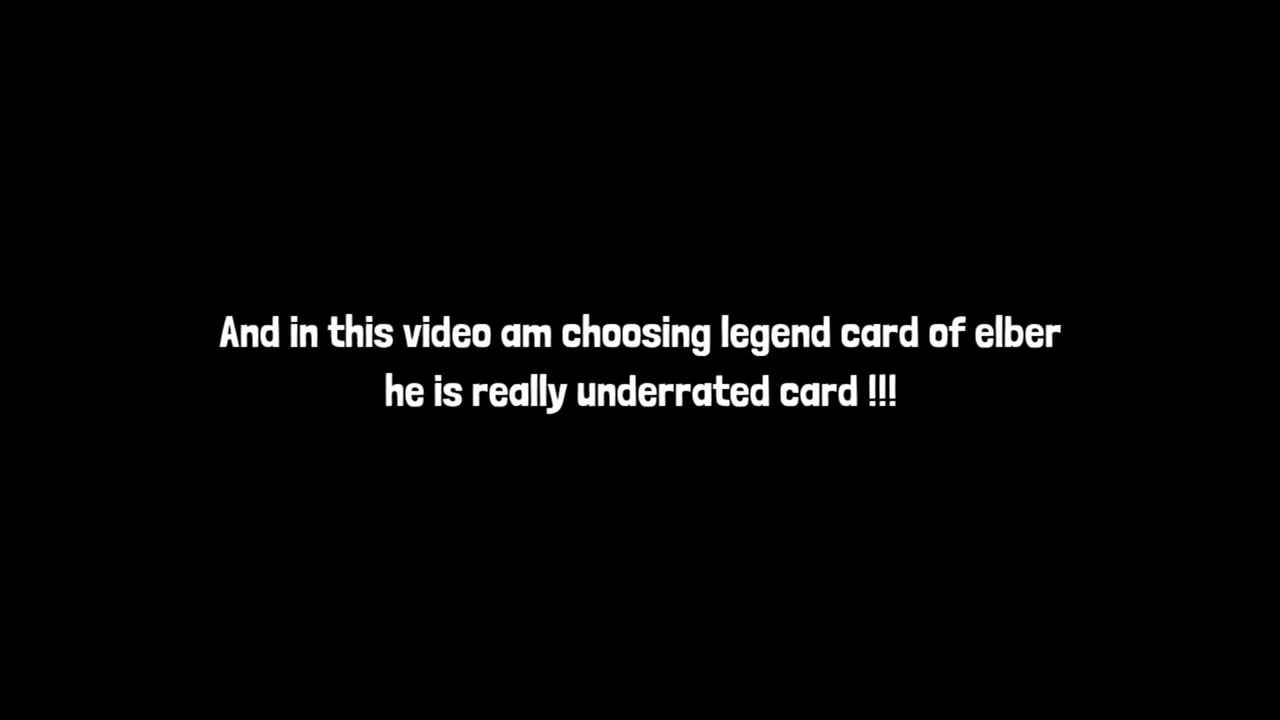 And in this video am choosing legend card of elber
he is really underrated card !!!